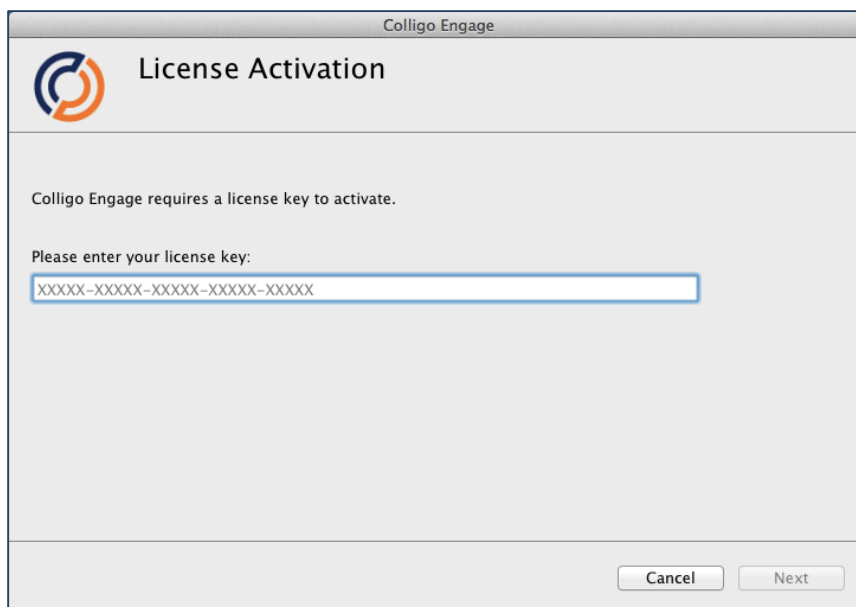 Colligo Engage
License Activation
Colligo Engage requires a license key to activate.
Please enter your license key:
XXXXX-XXXXX-XXXXX-XXXXX-XXXXX
Cancel
Next